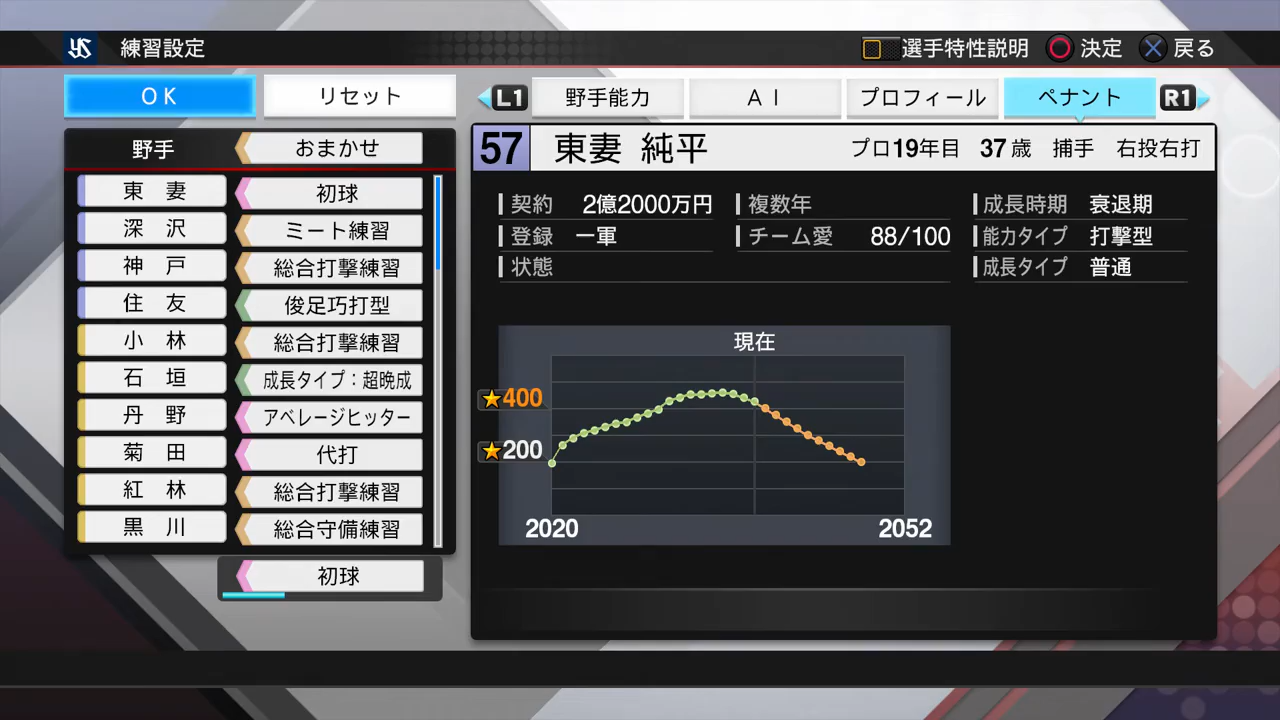 YS 練習設定 選手特性説明 決定 戻る
OK リセット L1 野手能力 AI プロフィール ペナント R1
野手 おまかせ
東妻 初球
深沢 ミート練習
神戸 総合打撃練習
住友 俊足巧打型
小林 総合打撃練習
石垣 成長タイプ：超晩成
丹野 アベレージヒッター
菊田 代打
紅林 総合打撃練習
黒川 総合守備練習
初球
57 東妻 純平 プロ19年目 37歳 捕手 右投右打
契約 2億2000万円 複数年 成長時期 衰退期
登録 一軍 チーム愛 88/100 能力タイプ 打撃型
状態 成長タイプ 普通
現在
★400
★200
2020 2052